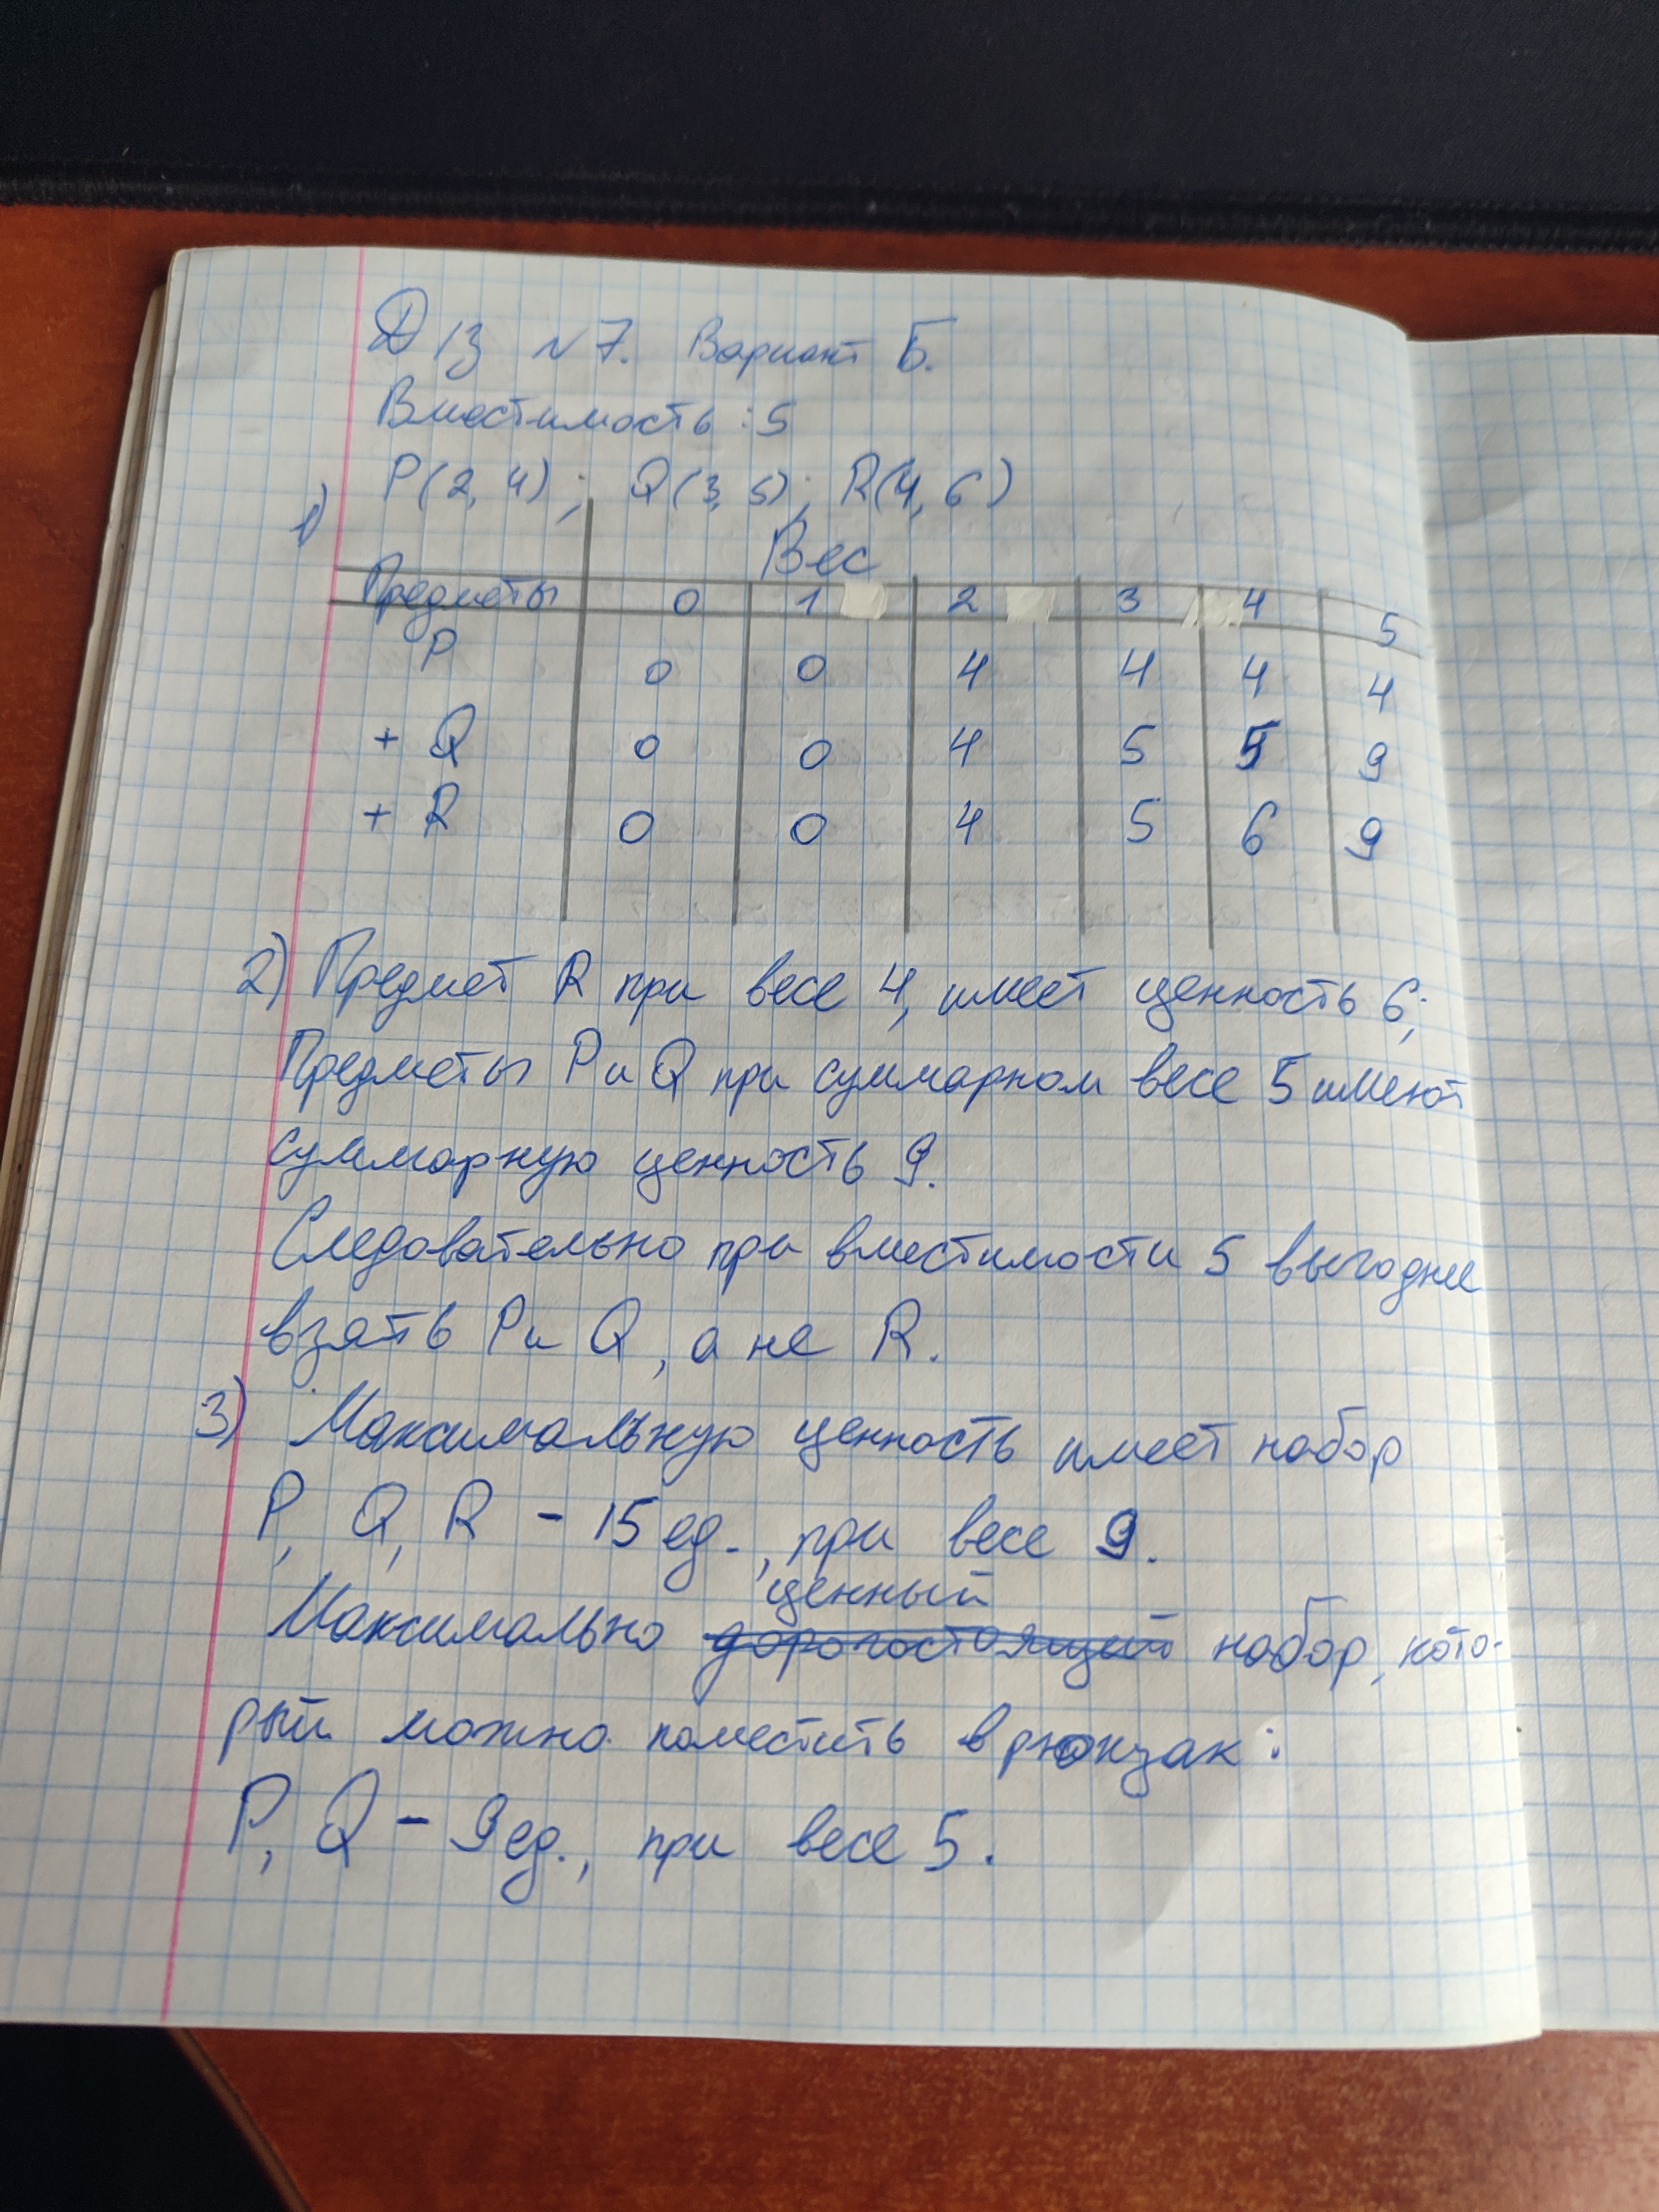 Д/З №7. Вариант Б.
Вместимость: 5
P(2, 4); Q(3, 5); R(4, 6)
1)
Вес
Предметы 0 1 2 3 4 5
P 0 0 4 4 4 4
+ Q 0 0 4 5 5 9
+ R 0 0 4 5 6 9
2) Предмет R при весе 4, имеет ценность 6;
Предметы P и Q при суммарном весе 5 имеют
суммарную ценность 9.
Следовательно при вместимости 5 выгоднее
взять P и Q, а не R.
3) Максимальную ценность имеет набор
P, Q, R - 15 ед., при весе 9.
ценный
Максимально дорогостоящий набор, кото-
рый можно поместить в рюкзак:
P, Q - 9 ед., при весе 5.